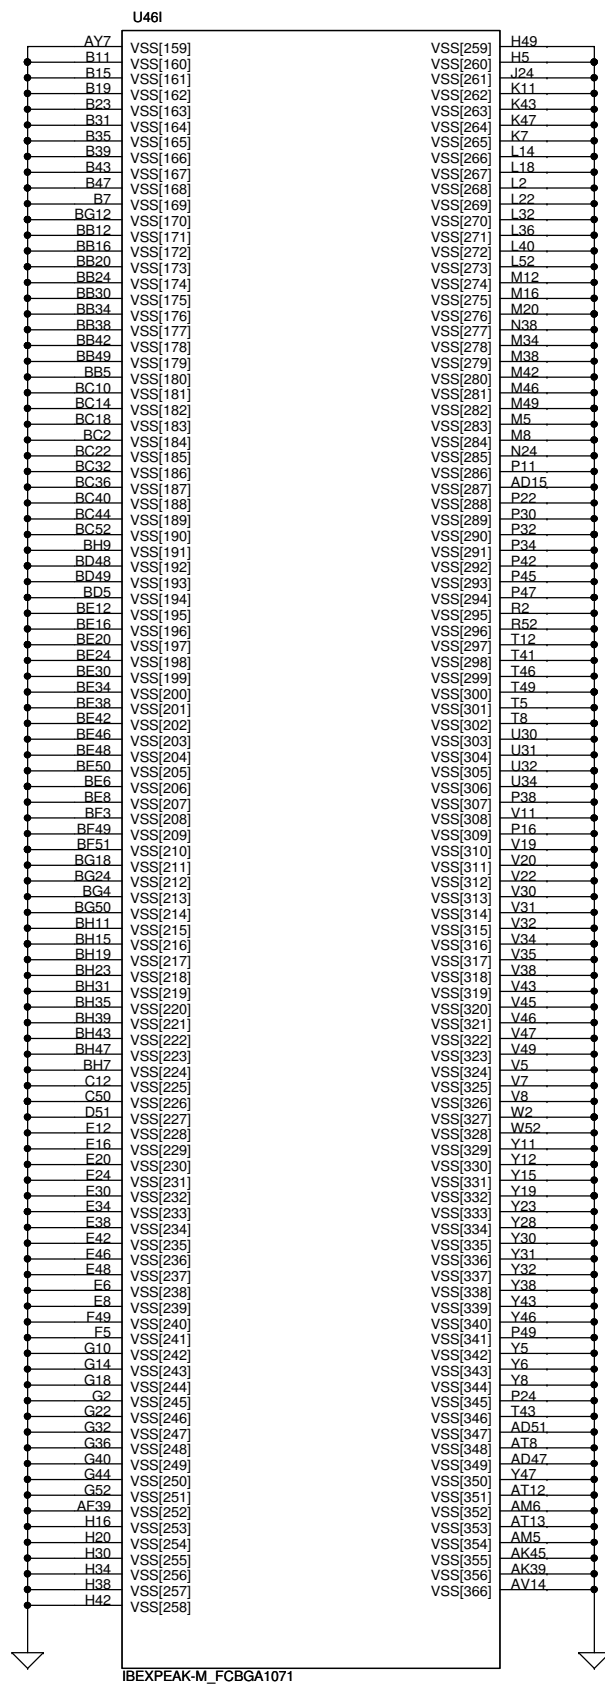 U46I
AY7 VSS[159] VSS[259] H49
B11 VSS[160] VSS[260] H5
B15 VSS[161] VSS[261] J24
B19 VSS[162] VSS[262] K11
B23 VSS[163] VSS[263] K43
B31 VSS[164] VSS[264] K47
B35 VSS[165] VSS[265] K7
B39 VSS[166] VSS[266] L14
B43 VSS[167] VSS[267] L18
B47 VSS[168] VSS[268] L2
B7 VSS[169] VSS[269] L22
BG12 VSS[170] VSS[270] L32
BB12 VSS[171] VSS[271] L36
BB16 VSS[172] VSS[272] L40
BB20 VSS[173] VSS[273] L52
BB24 VSS[174] VSS[274] M12
BB30 VSS[175] VSS[275] M16
BB34 VSS[176] VSS[276] M20
BB38 VSS[177] VSS[277] N38
BB42 VSS[178] VSS[278] M34
BB49 VSS[179] VSS[279] M38
BB5 VSS[180] VSS[280] M42
BC10 VSS[181] VSS[281] M46
BC14 VSS[182] VSS[282] M49
BC18 VSS[183] VSS[283] M5
BC2 VSS[184] VSS[284] M8
BC22 VSS[185] VSS[285] N24
BC32 VSS[186] VSS[286] P11
BC36 VSS[187] VSS[287] AD15
BC40 VSS[188] VSS[288] P22
BC44 VSS[189] VSS[289] P30
BC52 VSS[190] VSS[290] P32
BH9 VSS[191] VSS[291] P34
BD48 VSS[192] VSS[292] P42
BD49 VSS[193] VSS[293] P45
BD5 VSS[194] VSS[294] P47
BE12 VSS[195] VSS[295] R2
BE16 VSS[196] VSS[296] R52
BE20 VSS[197] VSS[297] T12
BE24 VSS[198] VSS[298] T41
BE30 VSS[199] VSS[299] T46
BE34 VSS[200] VSS[300] T49
BE38 VSS[201] VSS[301] T5
BE42 VSS[202] VSS[302] T8
BE46 VSS[203] VSS[303] U30
BE48 VSS[204] VSS[304] U31
BE50 VSS[205] VSS[305] U32
BE6 VSS[206] VSS[306] U34
BE8 VSS[207] VSS[307] P38
BF3 VSS[208] VSS[308] V11
BF49 VSS[209] VSS[309] P16
BF51 VSS[210] VSS[310] V19
BG18 VSS[211] VSS[311] V20
BG24 VSS[212] VSS[312] V22
BG4 VSS[213] VSS[313] V30
BG50 VSS[214] VSS[314] V31
BH11 VSS[215] VSS[315] V32
BH15 VSS[216] VSS[316] V34
BH19 VSS[217] VSS[317] V35
BH23 VSS[218] VSS[318] V38
BH31 VSS[219] VSS[319] V43
BH35 VSS[220] VSS[320] V45
BH39 VSS[221] VSS[321] V46
BH43 VSS[222] VSS[322] V47
BH47 VSS[223] VSS[323] V49
BH7 VSS[224] VSS[324] V5
C12 VSS[225] VSS[325] V7
C50 VSS[226] VSS[326] V8
D51 VSS[227] VSS[327] W2
E12 VSS[228] VSS[328] W52
E16 VSS[229] VSS[329] Y11
E20 VSS[230] VSS[330] Y12
E24 VSS[231] VSS[331] Y15
E30 VSS[232] VSS[332] Y19
E34 VSS[233] VSS[333] Y23
E38 VSS[234] VSS[334] Y28
E42 VSS[235] VSS[335] Y30
E46 VSS[236] VSS[336] Y31
E48 VSS[237] VSS[337] Y32
E6 VSS[238] VSS[338] Y38
E8 VSS[239] VSS[339] Y43
F49 VSS[240] VSS[340] Y46
F5 VSS[241] VSS[341] P49
G10 VSS[242] VSS[342] Y5
G14 VSS[243] VSS[343] Y6
G18 VSS[244] VSS[344] Y8
G2 VSS[245] VSS[345] P24
G22 VSS[246] VSS[346] T43
G32 VSS[247] VSS[347] AD51
G36 VSS[248] VSS[348] AT8
G40 VSS[249] VSS[349] AD47
G44 VSS[250] VSS[350] Y47
G52 VSS[251] VSS[351] AT12
AF39 VSS[252] VSS[352] AM6
H16 VSS[253] VSS[353] AT13
H20 VSS[254] VSS[354] AM5
H30 VSS[255] VSS[355] AK45
H34 VSS[256] VSS[356] AK39
H38 VSS[257] VSS[366] AV14
H42 VSS[258]
IBEXPEAK-M_FCBGA1071